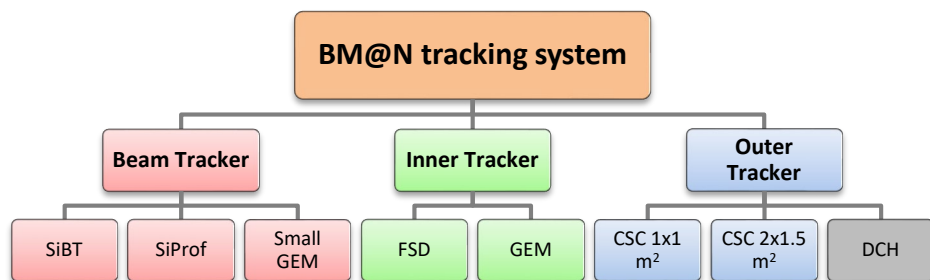 BM@N tracking system
Beam Tracker
Inner Tracker
Outer
Tracker
SiBT
SiProf
Small
GEM
FSD
GEM
CSC 1x1
m²
CSC 2x1.5
m²
DCH